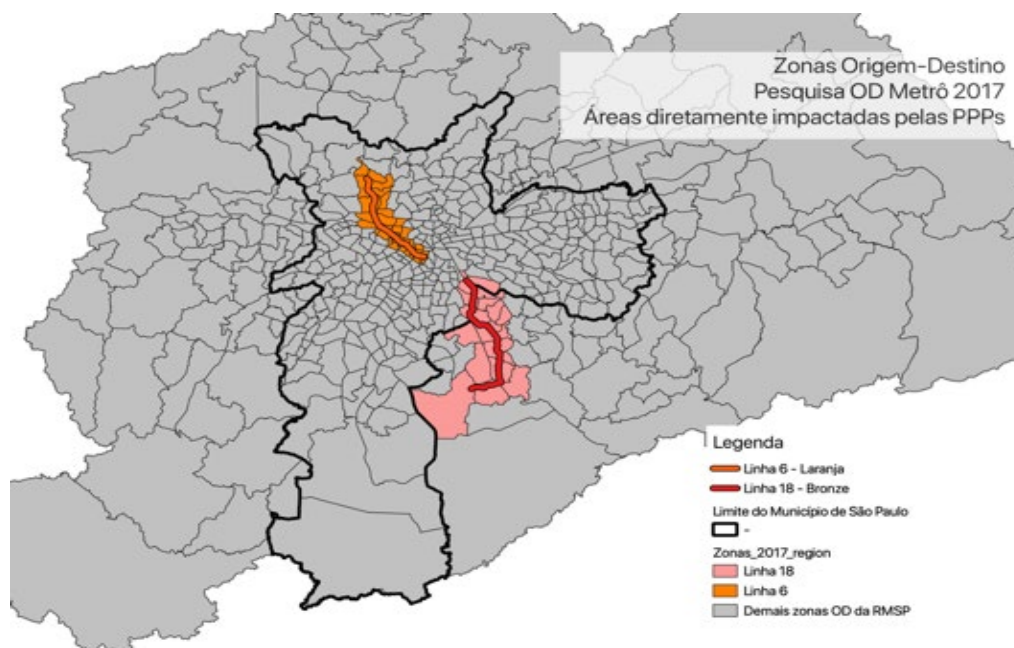 Zonas Origem-Destino
Pesquisa OD Metrô 2017
Áreas diretamente impactadas pelas PPPs
Legenda
Linha 6 - Laranja
Linha 18 - Bronze
Limite do Município de São Paulo
-
Zonas_2017_region
Linha 18
Linha 6
Demais zonas OD da RMSP